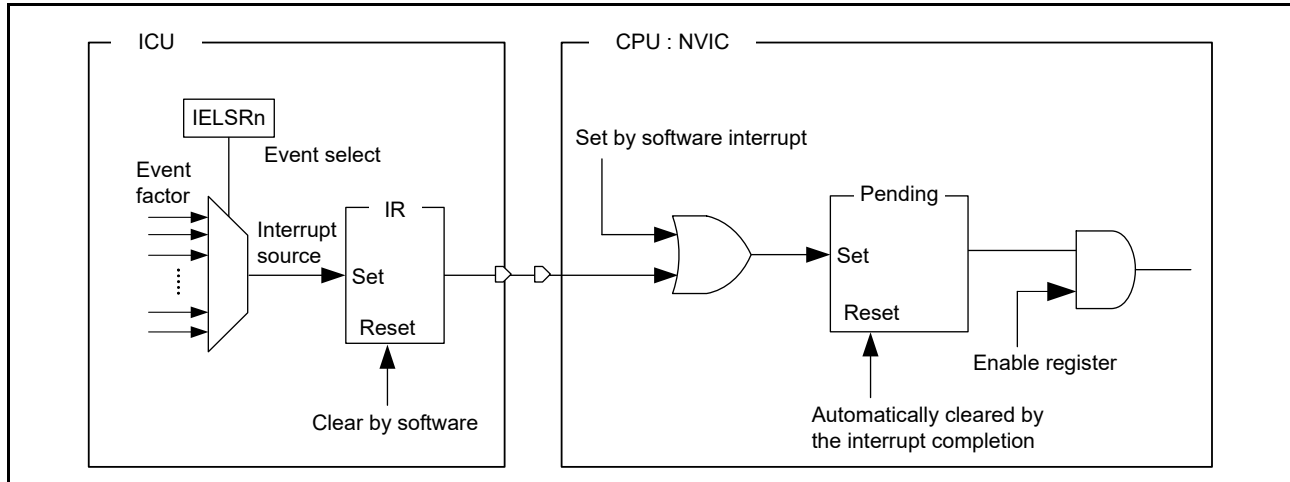 ICU
CPU : NVIC
IELSRn
Event select
Event
factor
Interrupt
source
IR
Set
Reset
Clear by software
Set by software interrupt
Pending
Set
Reset
Enable register
Automatically cleared by
the interrupt completion